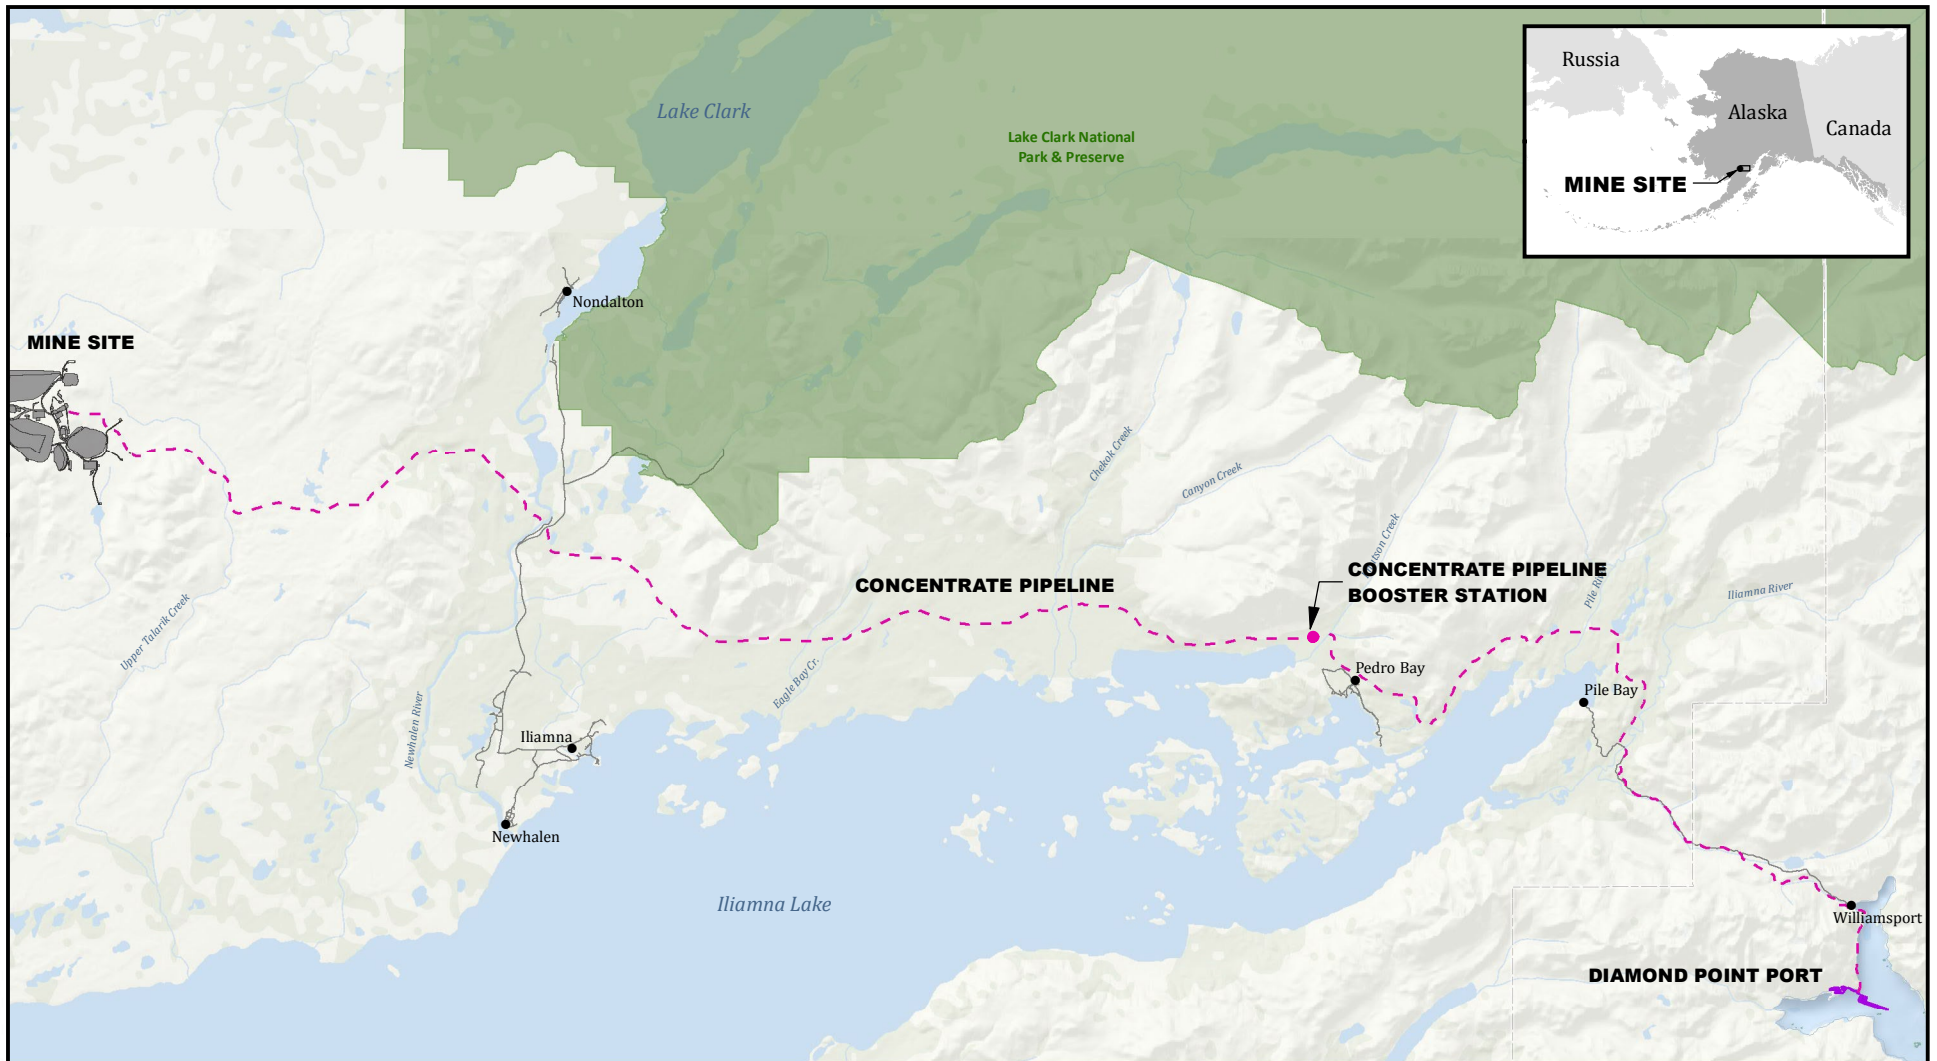 Russia
Alaska
Canada
MINE SITE
Lake Clark
Lake Clark National
Park & Preserve
Nondalton
MINE SITE
Chekok Creek
Canyon Creek
Creek
CONCENTRATE PIPELINE
CONCENTRATE PIPELINE
BOOSTER STATION
Pile
Iliamna River
Upper Talarik Creek
Newhalen River
Eagle Bay Cr.
Pedro Bay
Pile Bay
Iliamna
Newhalen
Iliamna Lake
Williamsport
DIAMOND POINT PORT